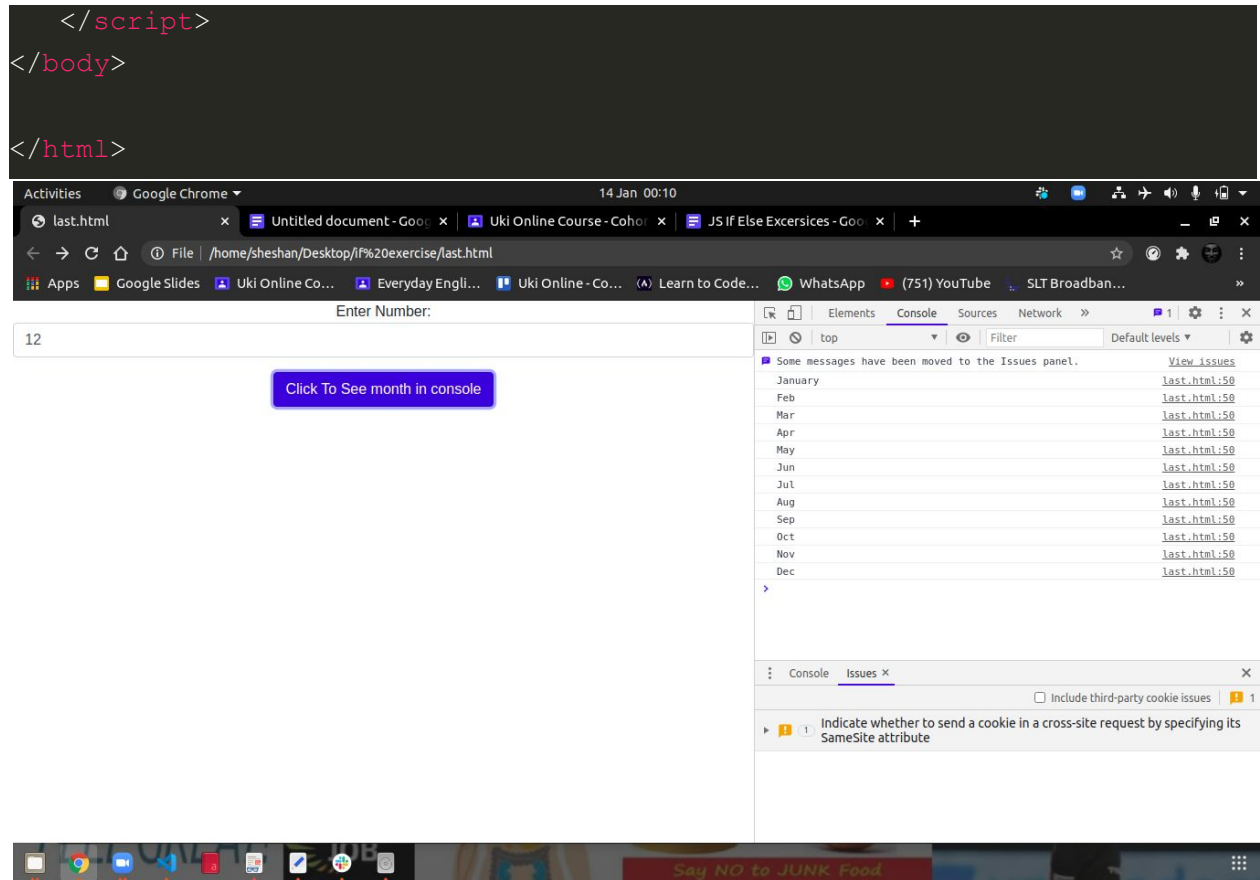 </script>
</body>
</html>
Activities Google Chrome 14 Jan 00:10
last.html Untitled document - Goog Uki Online Course - Cohor JS If Else Excersices - Goo
File /home/sheshan/Desktop/if%20exercise/last.html
Apps Google Slides Uki Online Co... Everyday Engli... Uki Online - Co... Learn to Code... WhatsApp (751) YouTube SLT Broadban... »
Enter Number:
12
Click To See month in console
Elements Console Sources Network » 1
top Filter Default levels
Some messages have been moved to the Issues panel. View issues
January last.html:50
Feb last.html:50
Mar last.html:50
Apr last.html:50
May last.html:50
Jun last.html:50
Jul last.html:50
Aug last.html:50
Sep last.html:50
Oct last.html:50
Nov last.html:50
Dec last.html:50
Console Issues
Include third-party cookie issues 1
1 Indicate whether to send a cookie in a cross-site request by specifying its
SameSite attribute
JOB
Say NO to JUNK Food